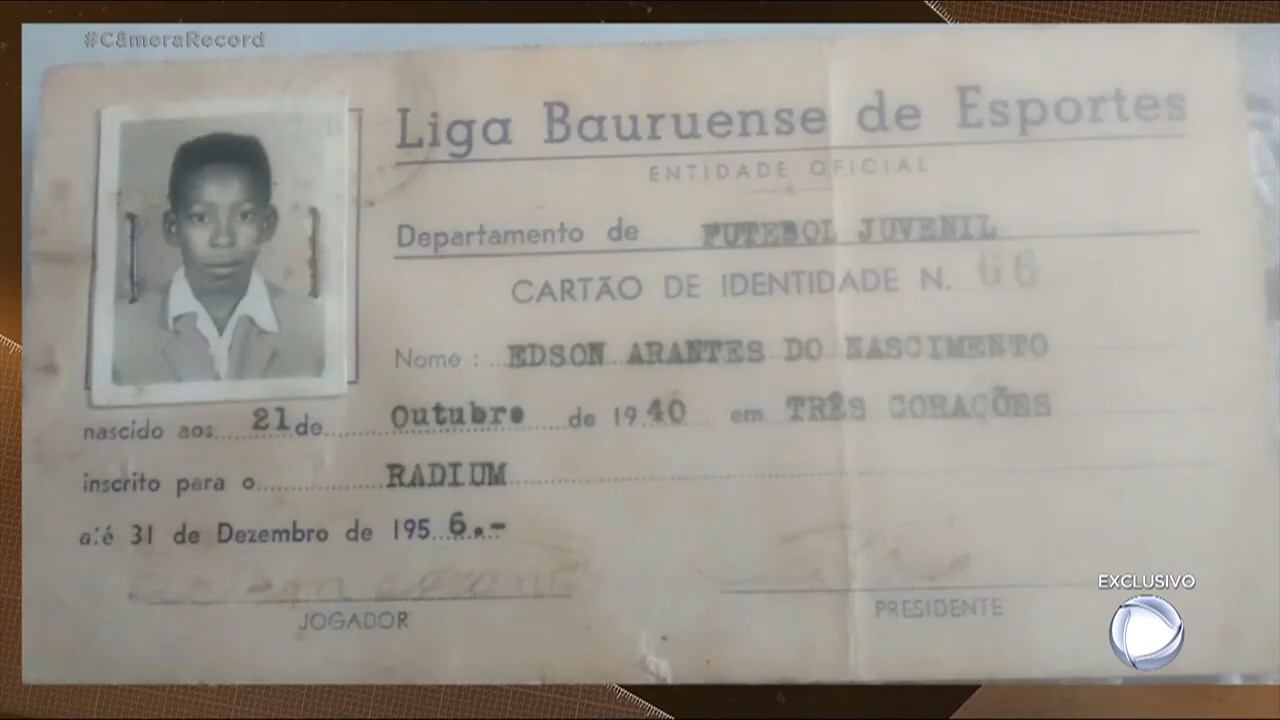 #CâmeraRecord
Liga Bauruense de Esportes
ENTIDADE OFICIAL
Departamento de FUTEBOL JUVENIL
CARTÃO DE IDENTIDADE N. 66
Nome : EDSON ARANTES DO NASCIMENTO
nascido aos 21 de Outubro de 1940 em TRÊS CORAÇÕES
inscrito para o RADIUM
até 31 de Dezembro de 1956.-
JOGADOR
PRESIDENTE
EXCLUSIVO